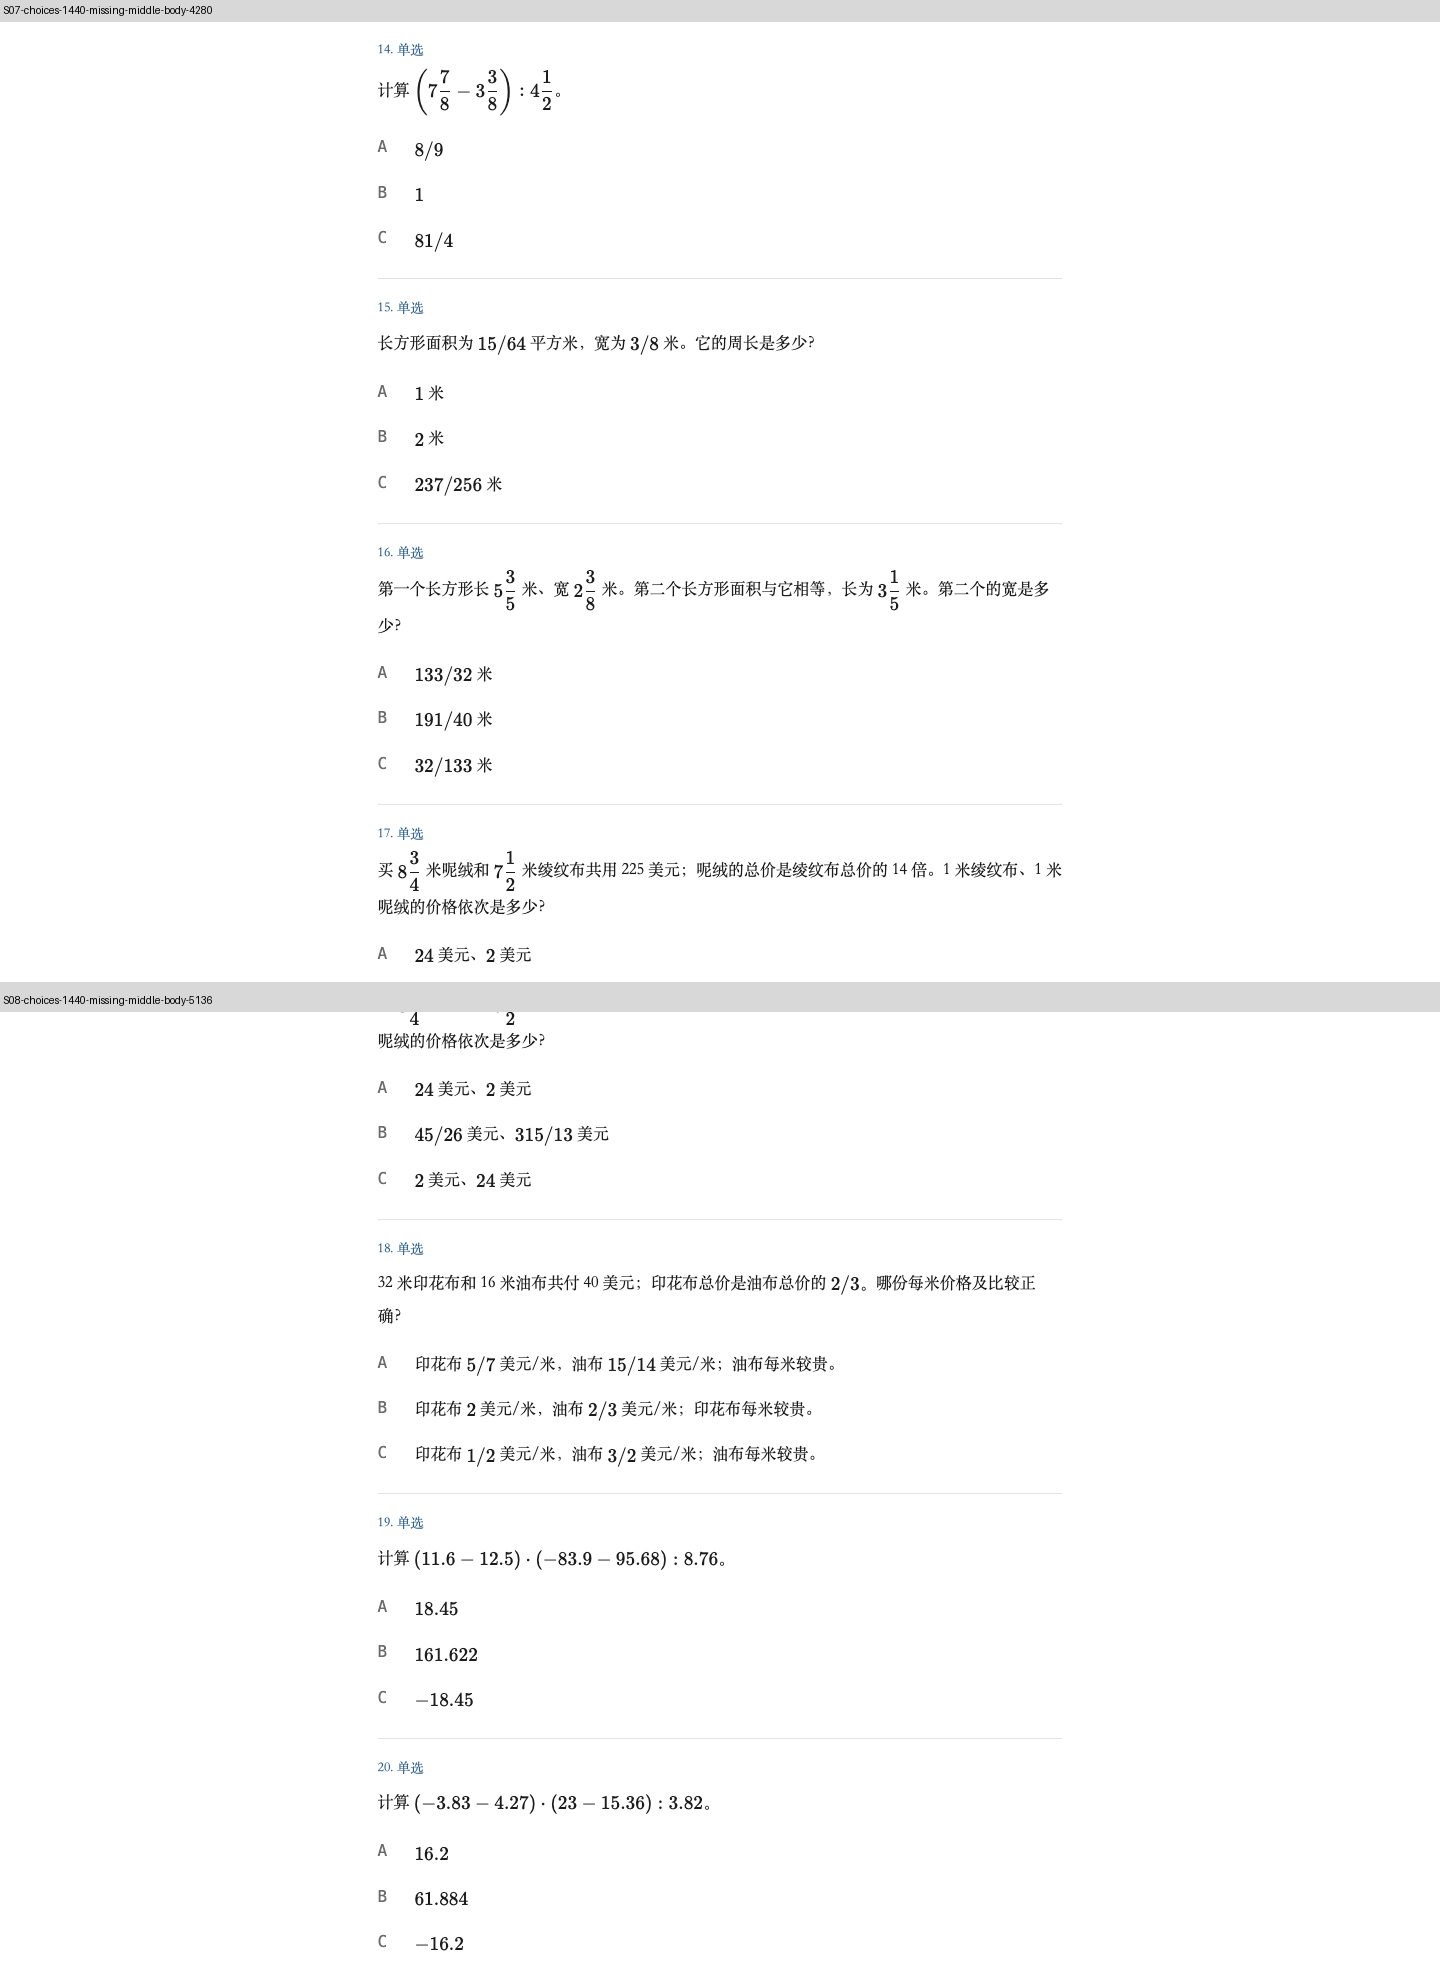 S07-choices-1440-missing-middle-body-4280
14. 单选
计算 (7 7/8 − 3 3/8) : 4 1/2。
A 8/9
B 1
C 81/4
15. 单选
长方形面积为 15/64 平方米，宽为 3/8 米。它的周长是多少?
A 1 米
B 2 米
C 237/256 米
16. 单选
第一个长方形长 5 3/5 米、宽 2 3/8 米。第二个长方形面积与它相等，长为 3 1/5 米。第二个的宽是多
少?
A 133/32 米
B 191/40 米
C 32/133 米
17. 单选
买 8 3/4 米呢绒和 7 1/2 米绫纹布共用 225 美元；呢绒的总价是绫纹布总价的 14 倍。1 米绫纹布、1 米
呢绒的价格依次是多少?
A 24 美元、2 美元
S08-choices-1440-missing-middle-body-5136
4 2
呢绒的价格依次是多少?
A 24 美元、2 美元
B 45/26 美元、315/13 美元
C 2 美元、24 美元
18. 单选
32 米印花布和 16 米油布共付 40 美元；印花布总价是油布总价的 2/3。哪份每米价格及比较正
确?
A 印花布 5/7 美元/米，油布 15/14 美元/米；油布每米较贵。
B 印花布 2 美元/米，油布 2/3 美元/米；印花布每米较贵。
C 印花布 1/2 美元/米，油布 3/2 美元/米；油布每米较贵。
19. 单选
计算 (11.6 − 12.5) · (−83.9 − 95.68) : 8.76。
A 18.45
B 161.622
C −18.45
20. 单选
计算 (−3.83 − 4.27) · (23 − 15.36) : 3.82。
A 16.2
B 61.884
C −16.2